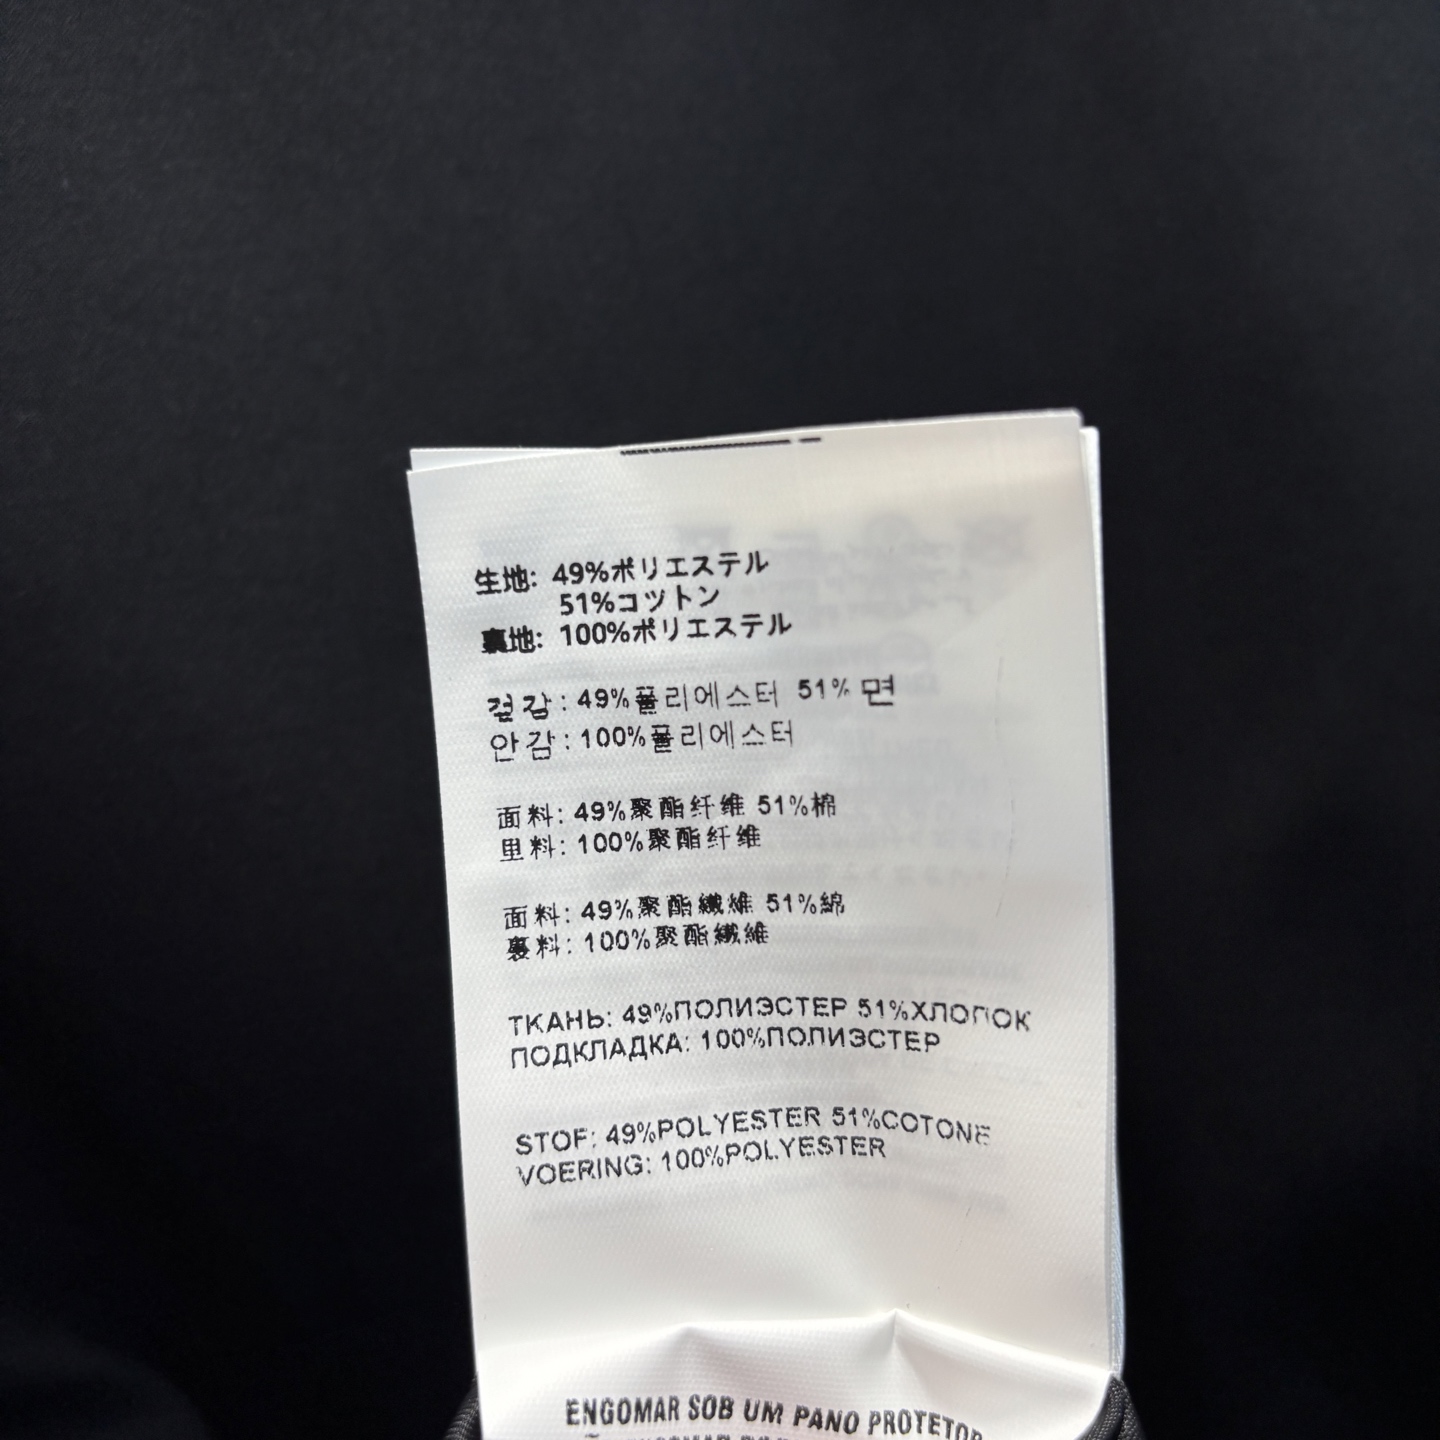 生地: 49%ポリエステル
51%コットン
裏地: 100%ポリエステル
겉감: 49%폴리에스터 51%면
안감: 100%폴리에스터
面料: 49%聚酯纤维 51%棉
里料: 100%聚酯纤维
面料: 49%聚酯纖維 51%綿
裏料: 100%聚酯纖維
ТКАНЬ: 49%ПОЛИЭСТЕР 51%ХЛОПОК
ПОДКЛАДКА: 100%ПОЛИЭСТЕР
STOF: 49%POLYESTER 51%COTONE
VOERING: 100%POLYESTER
ENGOMAR SOB UM PANO PROTETOR